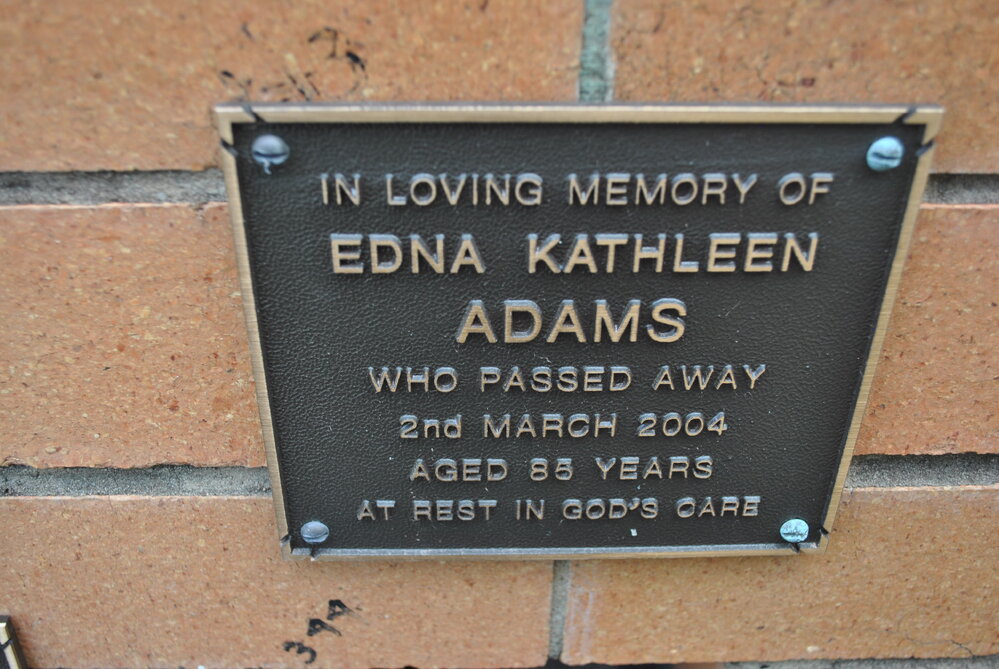 IN LOVING MEMORY OF
EDNA KATHLEEN
ADAMS
WHO PASSED AWAY
2nd MARCH 2004
AGED 85 YEARS
AT REST IN GOD'S CARE